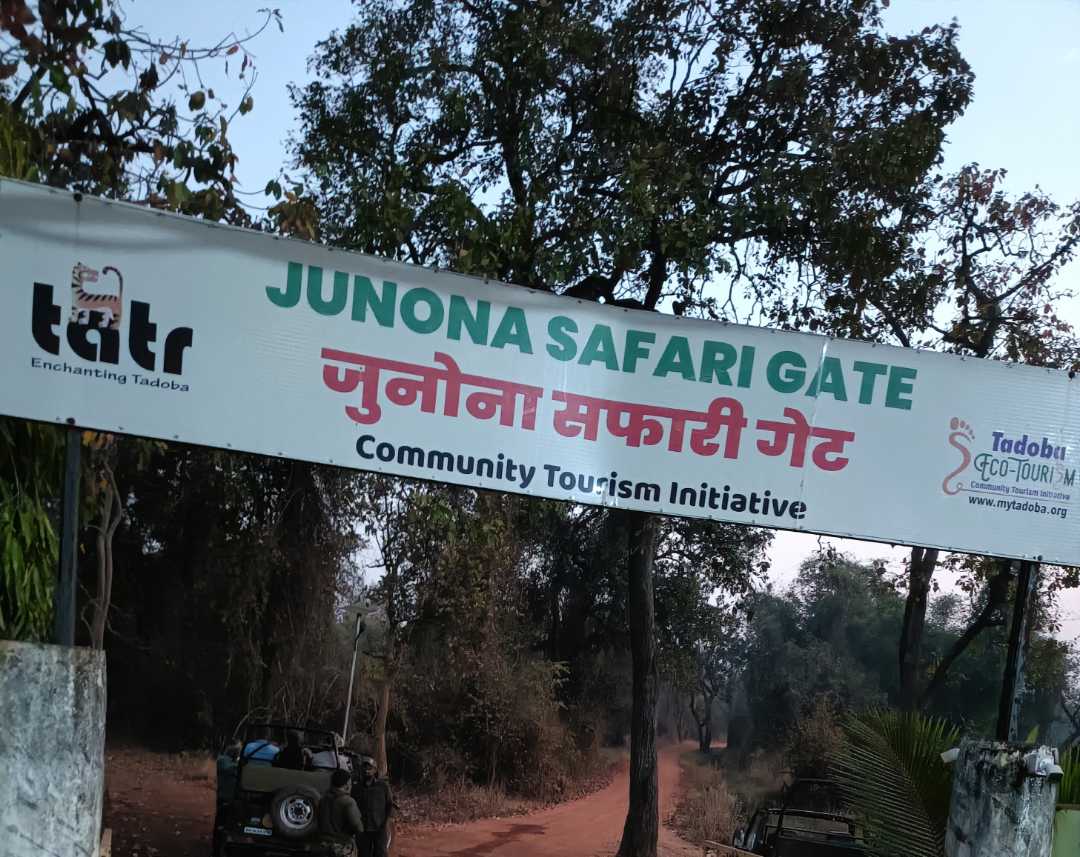 tatr
Enchanting Tadoba
JUNONA SAFARI GATE
जुनोना सफारी गेट
Community Tourism Initiative
Tadoba
ECO-TOURISM
Community Tourism Initiative
www.mytadoba.org